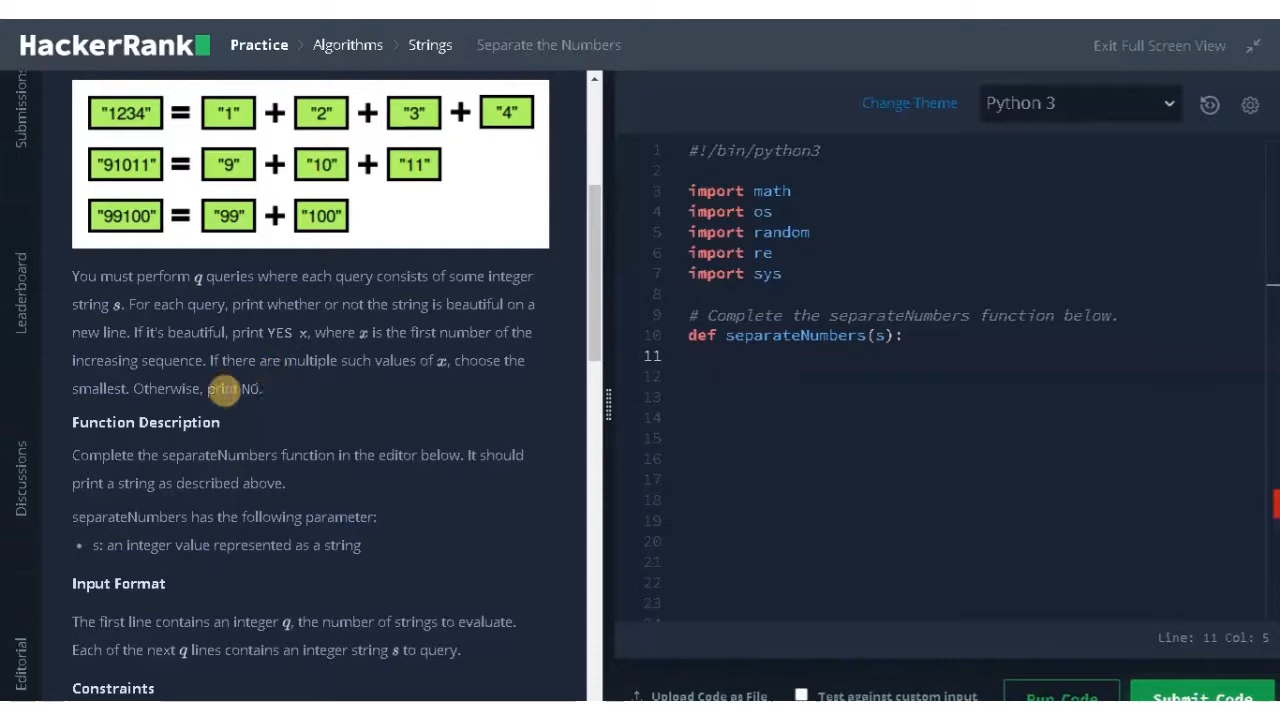 HackerRank Practice > Algorithms > Strings > Separate the Numbers Exit Full Screen View
Submissions
Leaderboard
Discussions
Editorial
"1234" = "1" + "2" + "3" + "4"
"91011" = "9" + "10" + "11"
"99100" = "99" + "100"
You must perform q queries where each query consists of some integer
string s. For each query, print whether or not the string is beautiful on a
new line. If it's beautiful, print YES x, where x is the first number of the
increasing sequence. If there are multiple such values of x, choose the
smallest. Otherwise, print NO.
Function Description
Complete the separateNumbers function in the editor below. It should
print a string as described above.
separateNumbers has the following parameter:
• s: an integer value represented as a string
Input Format
The first line contains an integer q, the number of strings to evaluate.
Each of the next q lines contains an integer string s to query.
Constraints
Change Theme Python 3
1 #!/bin/python3
2
3 import math
4 import os
5 import random
6 import re
7 import sys
8
9 # Complete the separateNumbers function below.
10 def separateNumbers(s):
11
12
13
14
15
16
17
18
19
20
21
22
23
Line: 11 Col: 5
Upload Code as File Test against custom input Run Code Submit Code